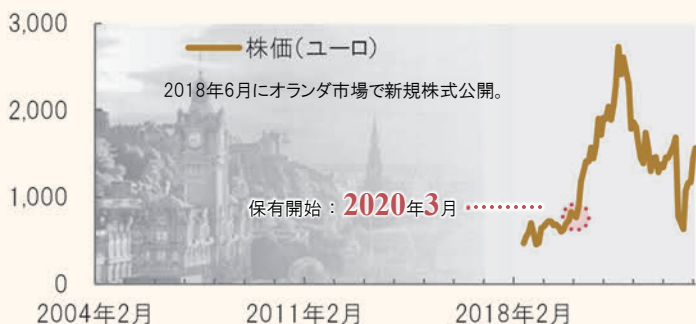 3,000
株価(ユーロ)
2018年6月にオランダ市場で新規株式公開。
2,000
1,000
保有開始：2020年3月
0
2004年2月 2011年2月 2018年2月